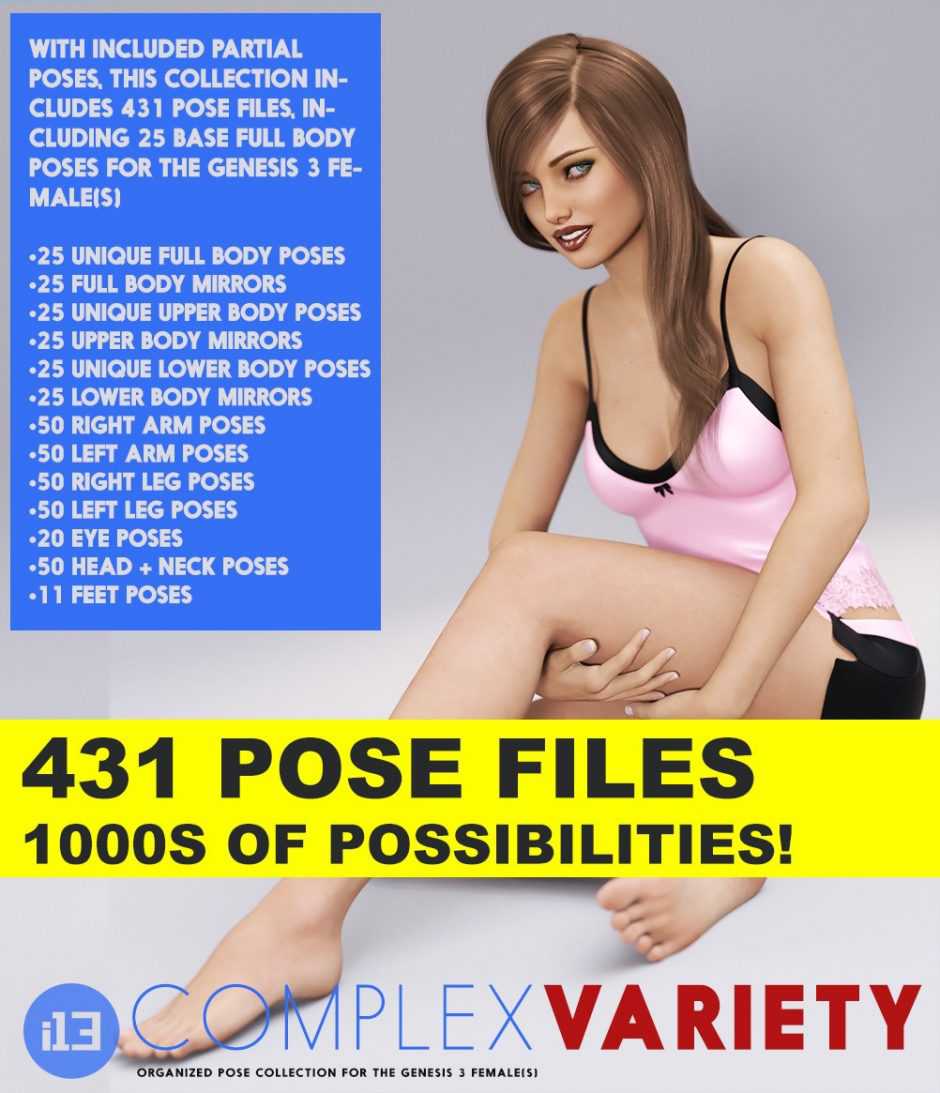 WITH INCLUDED PARTIAL
POSES, THIS COLLECTION IN-
CLUDES 431 POSE FILES, IN-
CLUDING 25 BASE FULL BODY
POSES FOR THE GENESIS 3 FE-
MALE(S)
•25 UNIQUE FULL BODY POSES
•25 FULL BODY MIRRORS
•25 UNIQUE UPPER BODY POSES
•25 UPPER BODY MIRRORS
•25 UNIQUE LOWER BODY POSES
•25 LOWER BODY MIRRORS
•50 RIGHT ARM POSES
•50 LEFT ARM POSES
•50 RIGHT LEG POSES
•50 LEFT LEG POSES
•20 EYE POSES
•50 HEAD + NECK POSES
•11 FEET POSES
431 POSE FILES
1000S OF POSSIBILITIES!
i13 COMPLEXVARIETY
ORGANIZED POSE COLLECTION FOR THE GENESIS 3 FEMALE(S)